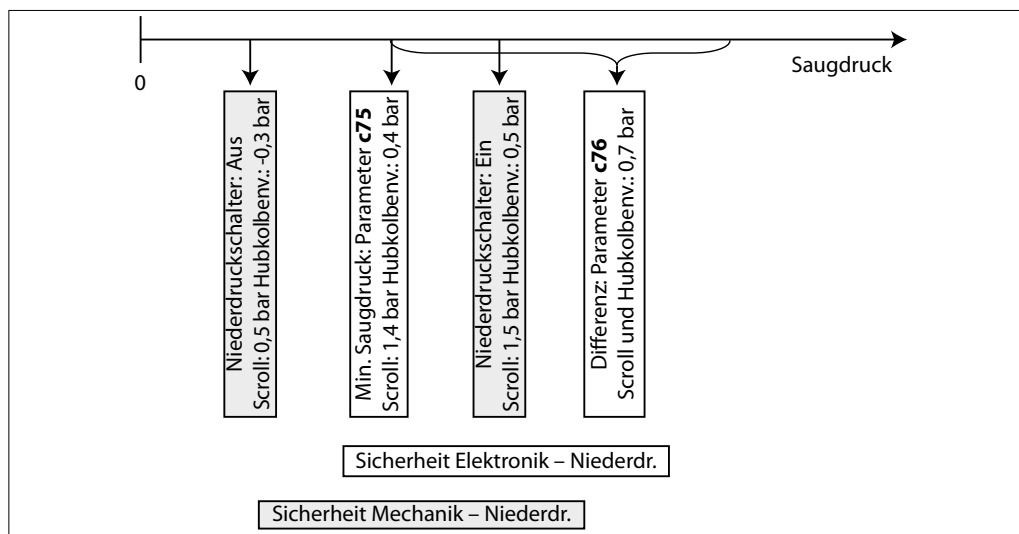 0
Saugdruck
Niederdruckschalter: Aus
Scroll: 0,5 bar Hubkolbenv.: -0,3 bar
Min. Saugdruck: Parameter c75
Scroll: 1,4 bar Hubkolbenv.: 0,4 bar
Niederdruckschalter: Ein
Scroll: 1,5 bar Hubkolbenv.: 0,5 bar
Differenz: Parameter c76
Scroll und Hubkolbenv.: 0,7 bar
Sicherheit Elektronik – Niederdr.
Sicherheit Mechanik – Niederdr.